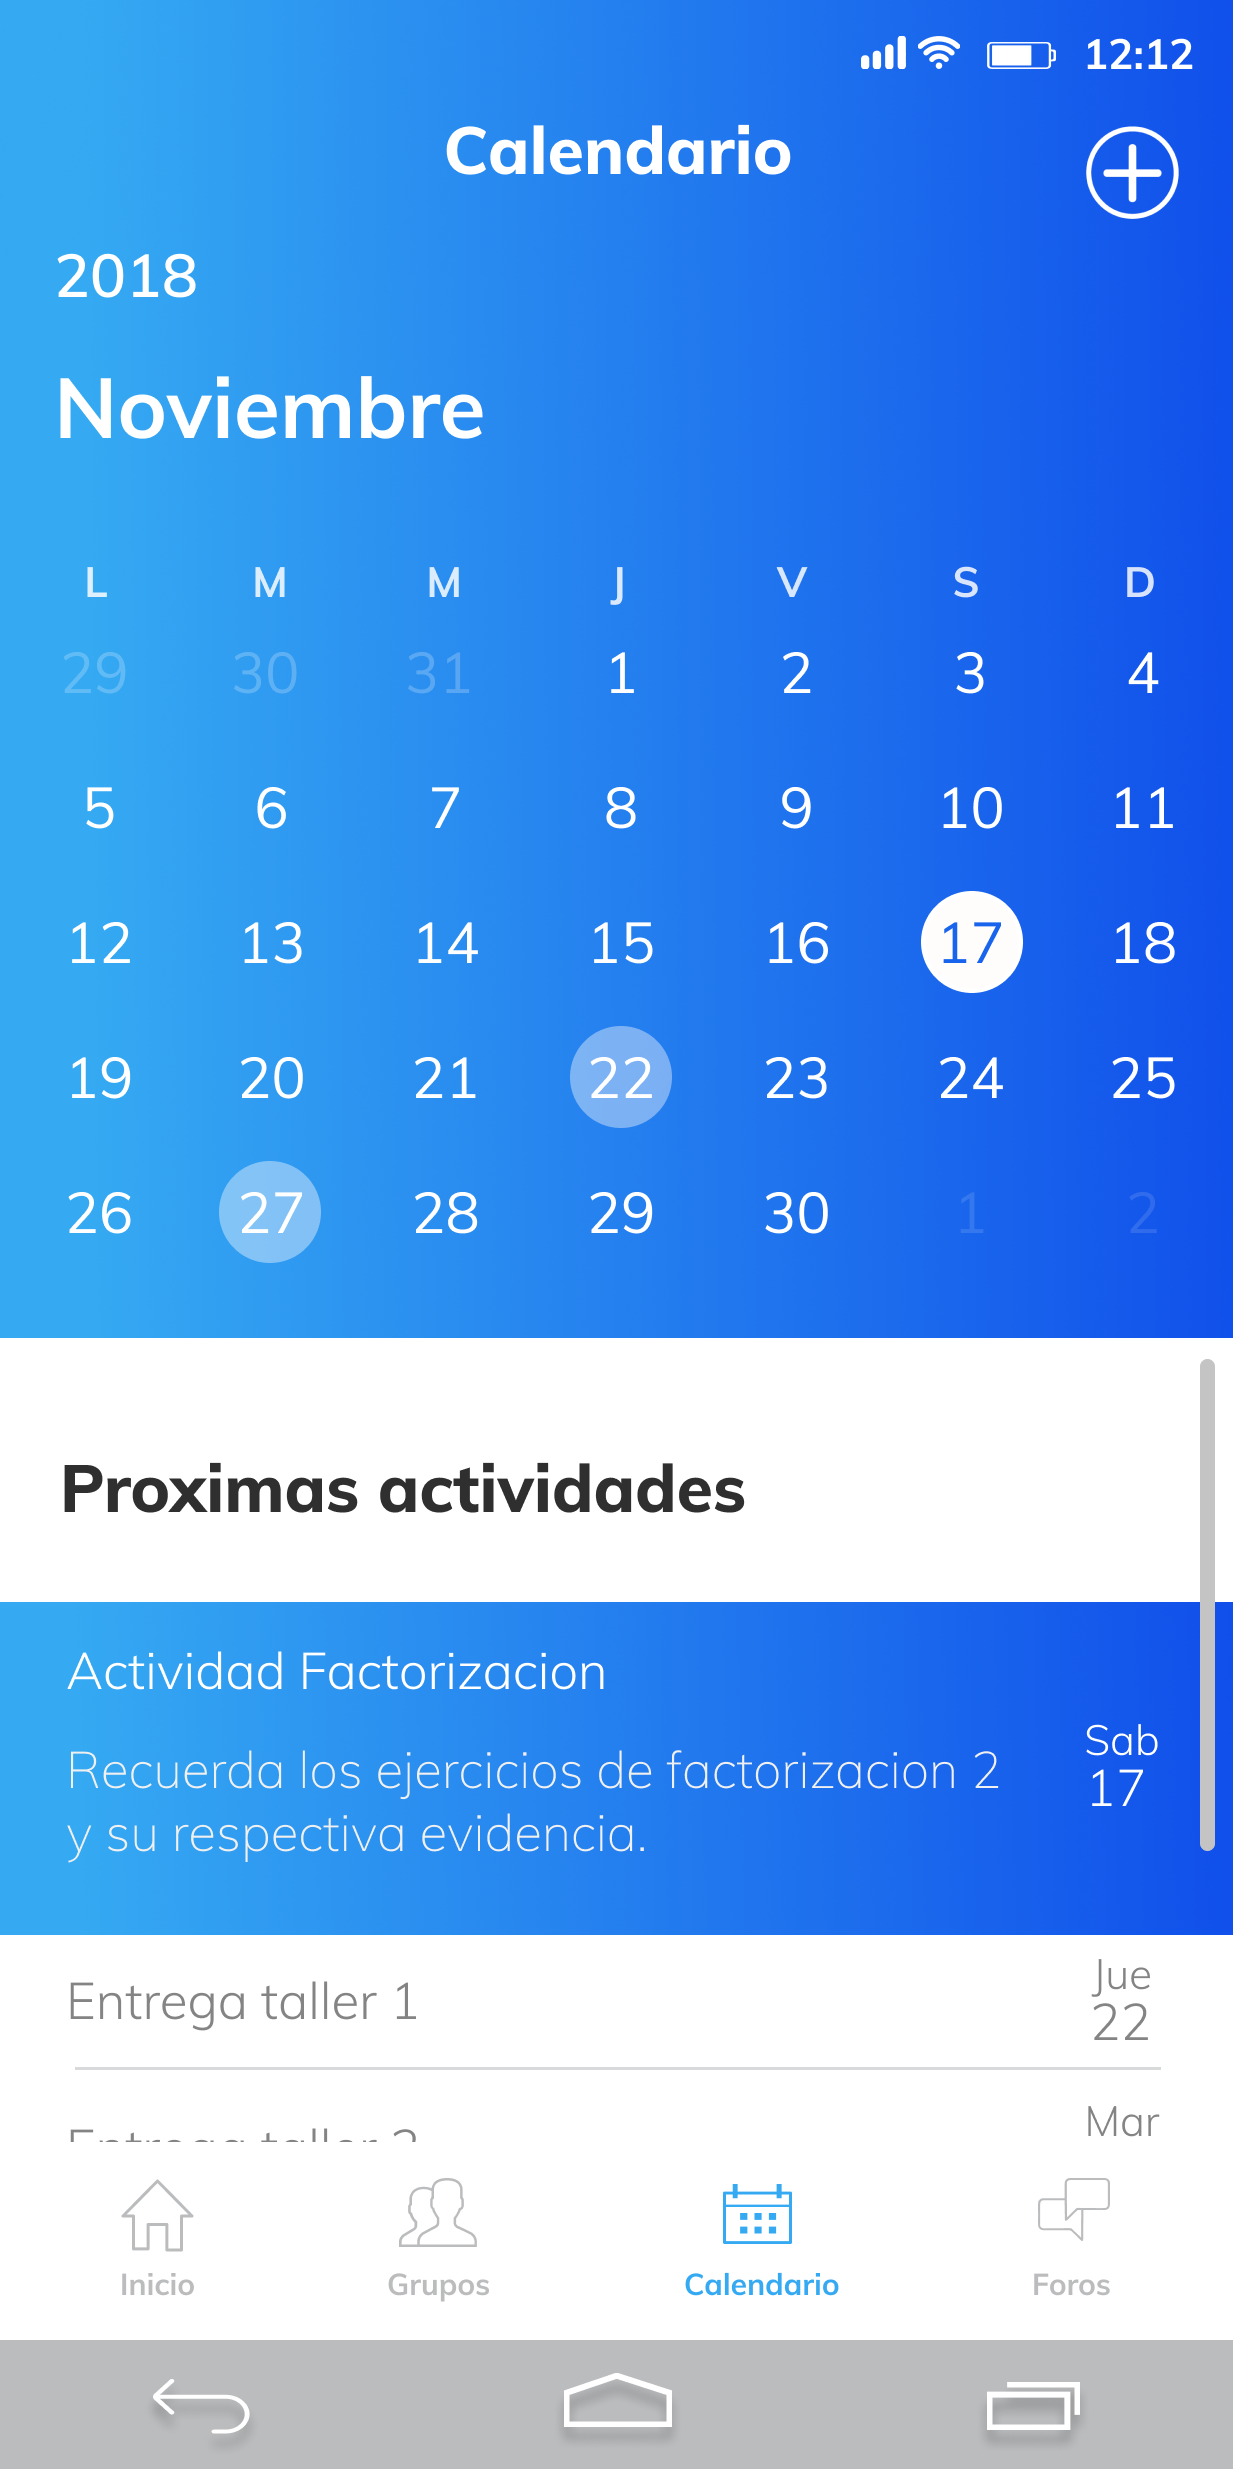 12:12
Calendario
2018
Noviembre
L M M J V S D
29 30 31 1 2 3 4
5 6 7 8 9 10 11
12 13 14 15 16 17 18
19 20 21 22 23 24 25
26 27 28 29 30 1 2
Proximas actividades
Actividad Factorizacion
Recuerda los ejercicios de factorizacion 2
y su respectiva evidencia.
Sab
17
Entrega taller 1
Jue
22
Entrega taller
Mar
Inicio Grupos Calendario Foros